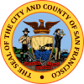 THE SEAL OF THE CITY AND COUNTY OF SAN FRANCISCO